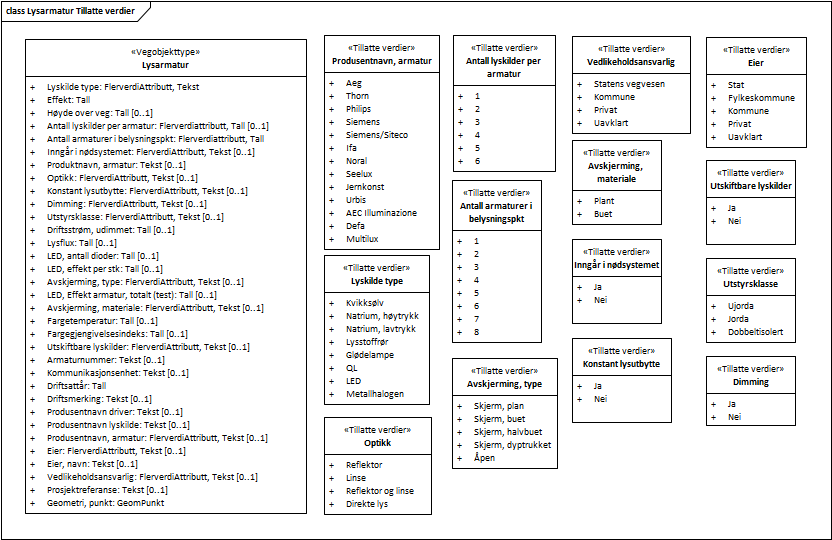 class Lysarmatur Tillatte verdier
«Vegobjekttype»
Lysarmatur
+ Lyskilde type: FlerverdiAttributt, Tekst
+ Effekt: Tall
+ Høyde over veg: Tall [0..1]
+ Antall lyskilder per armatur: Flerverdiattributt, Tall [0..1]
+ Antall armaturer i belysningspkt: Flerverdiattributt, Tall
+ Inngår i nødsystemet: FlerverdiAttributt, Tekst [0..1]
+ Produktnavn, armatur: Tekst [0..1]
+ Optikk: FlerverdiAttributt, Tekst [0..1]
+ Konstant lysutbytte: FlerverdiAttributt, Tekst [0..1]
+ Dimming: FlerverdiAttributt, Tekst [0..1]
+ Utstyrsklasse: FlerverdiAttributt, Tekst [0..1]
+ Driftsstrøm, udimmet: Tall [0..1]
+ Lysflux: Tall [0..1]
+ LED, antall dioder: Tall [0..1]
+ LED, effekt per stk: Tall [0..1]
+ Avskjerming, type: FlerverdiAttributt, Tekst [0..1]
+ LED, Effekt armatur, totalt (test): Tall [0..1]
+ Avskjerming, materiale: FlerverdiAttributt, Tekst [0..1]
+ Fargetemperatur: Tall [0..1]
+ Fargegjengivelsesindeks: Tall [0..1]
+ Utskiftbare lyskilder: FlerverdiAttributt, Tekst [0..1]
+ Armaturnummer: Tekst [0..1]
+ Kommunikasjonsenhet: Tekst [0..1]
+ Driftsattår: Tall
+ Driftsmerking: Tekst [0..1]
+ Produsentnavn driver: Tekst [0..1]
+ Produsentnavn lyskilde: Tekst [0..1]
+ Produsentnavn, armatur: FlerverdiAttributt, Tekst [0..1]
+ Eier: FlerverdiAttributt, Tekst [0..1]
+ Eier, navn: Tekst [0..1]
+ Vedlikeholdsansvarlig: FlerverdiAttributt, Tekst [0..1]
+ Prosjektreferanse: Tekst [0..1]
+ Geometri, punkt: GeomPunkt
«Tillatte verdier»
Produsentnavn, armatur
+ Aeg
+ Thorn
+ Philips
+ Siemens
+ Siemens/Siteco
+ Ifa
+ Noral
+ Seelux
+ Jernkonst
+ Urbis
+ AEC Illuminazione
+ Defa
+ Multilux
«Tillatte verdier»
Lyskilde type
+ Kvikksølv
+ Natrium, høytrykk
+ Natrium, lavtrykk
+ Lysstoffrør
+ Glødelampe
+ QL
+ LED
+ Metallhalogen
«Tillatte verdier»
Optikk
+ Reflektor
+ Linse
+ Reflektor og linse
+ Direkte lys
«Tillatte verdier»
Antall lyskilder per
armatur
+ 1
+ 2
+ 3
+ 4
+ 5
+ 6
«Tillatte verdier»
Antall armaturer i
belysningspkt
+ 1
+ 2
+ 3
+ 4
+ 5
+ 6
+ 7
+ 8
«Tillatte verdier»
Avskjerming, type
+ Skjerm, plan
+ Skjerm, buet
+ Skjerm, halvbuet
+ Skjerm, dyptrukket
+ Åpen
«Tillatte verdier»
Vedlikeholdsansvarlig
+ Statens vegvesen
+ Kommune
+ Privat
+ Uavklart
«Tillatte verdier»
Avskjerming,
materiale
+ Plant
+ Buet
«Tillatte verdier»
Inngår i nødsystemet
+ Ja
+ Nei
«Tillatte verdier»
Konstant lysutbytte
+ Ja
+ Nei
«Tillatte verdier»
Eier
+ Stat
+ Fylkeskommune
+ Kommune
+ Privat
+ Uavklart
«Tillatte verdier»
Utskiftbare lyskilder
+ Ja
+ Nei
«Tillatte verdier»
Utstyrsklasse
+ Ujorda
+ Jorda
+ Dobbeltisolert
«Tillatte verdier»
Dimming
+ Ja
+ Nei